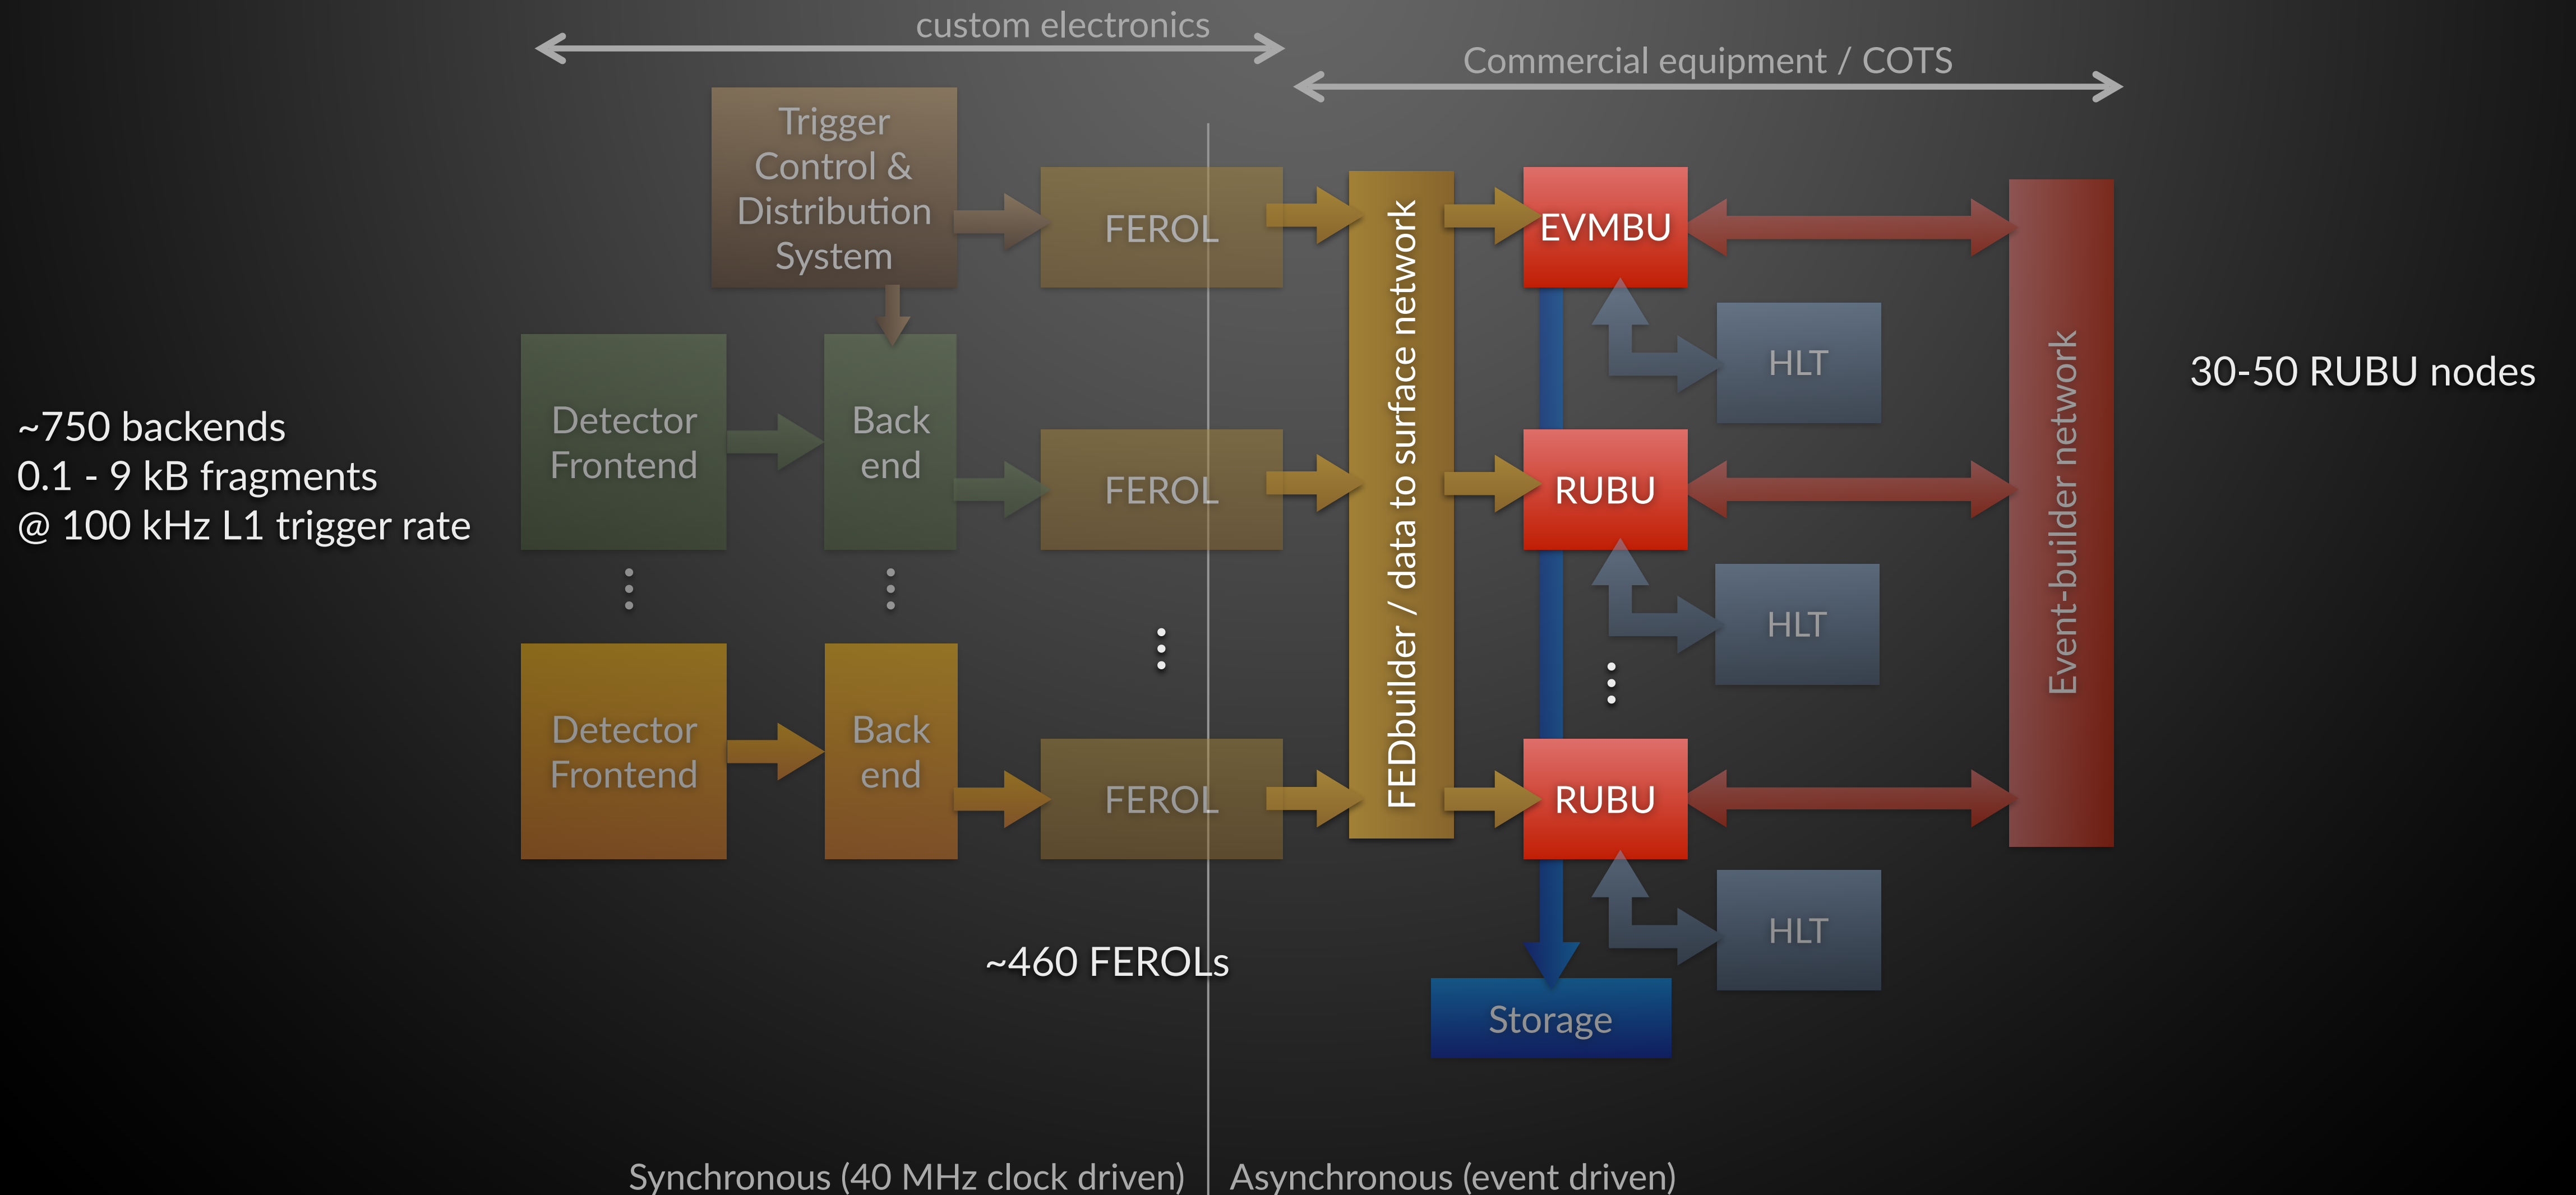 custom electronics
Commercial equipment / COTS
Trigger
Control &
Distribution
System
FEROL
FEDbuilder / data to surface network
EVMBU
HLT
Event-builder network
30-50 RUBU nodes
~750 backends
0.1 - 9 kB fragments
@ 100 kHz L1 trigger rate
Detector
Frontend
Back
end
FEROL
RUBU
HLT
Detector
Frontend
Back
end
FEROL
RUBU
HLT
~460 FEROLs
Storage
Synchronous (40 MHz clock driven)
Asynchronous (event driven)